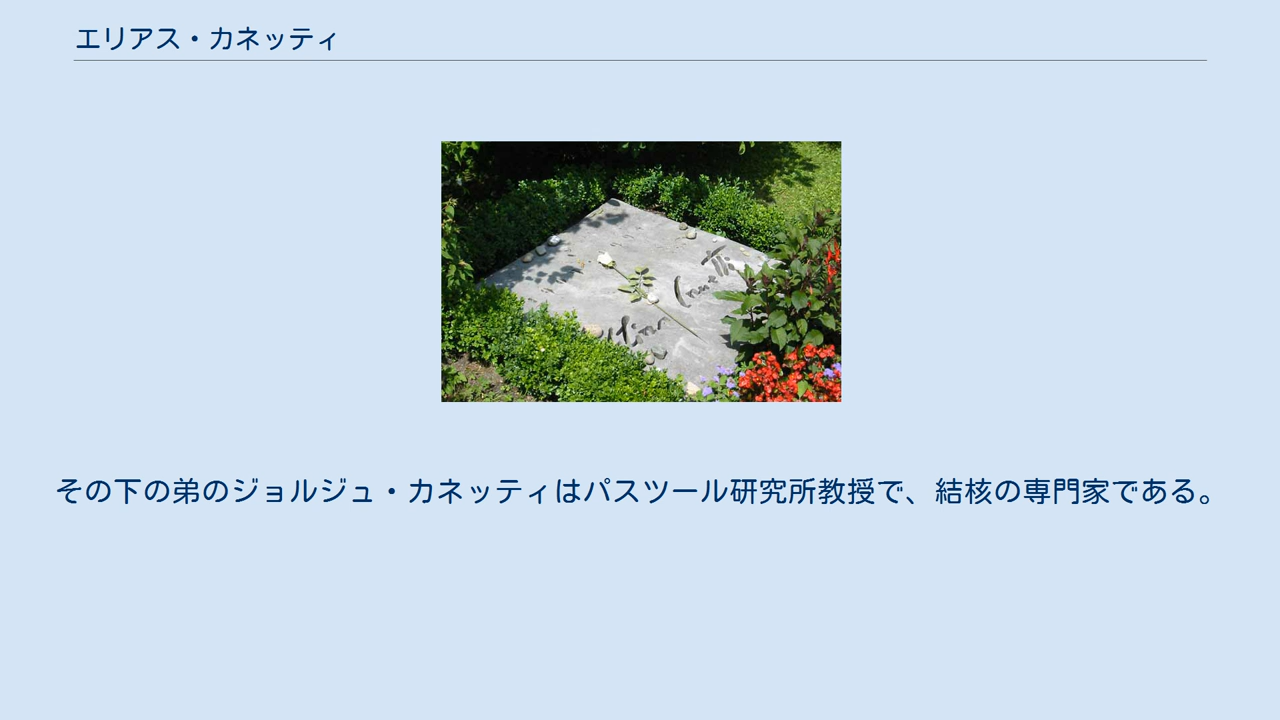 エリアス・カネッティ
その下の弟のジョルジュ・カネッティはパスツール研究所教授で、結核の専門家である。